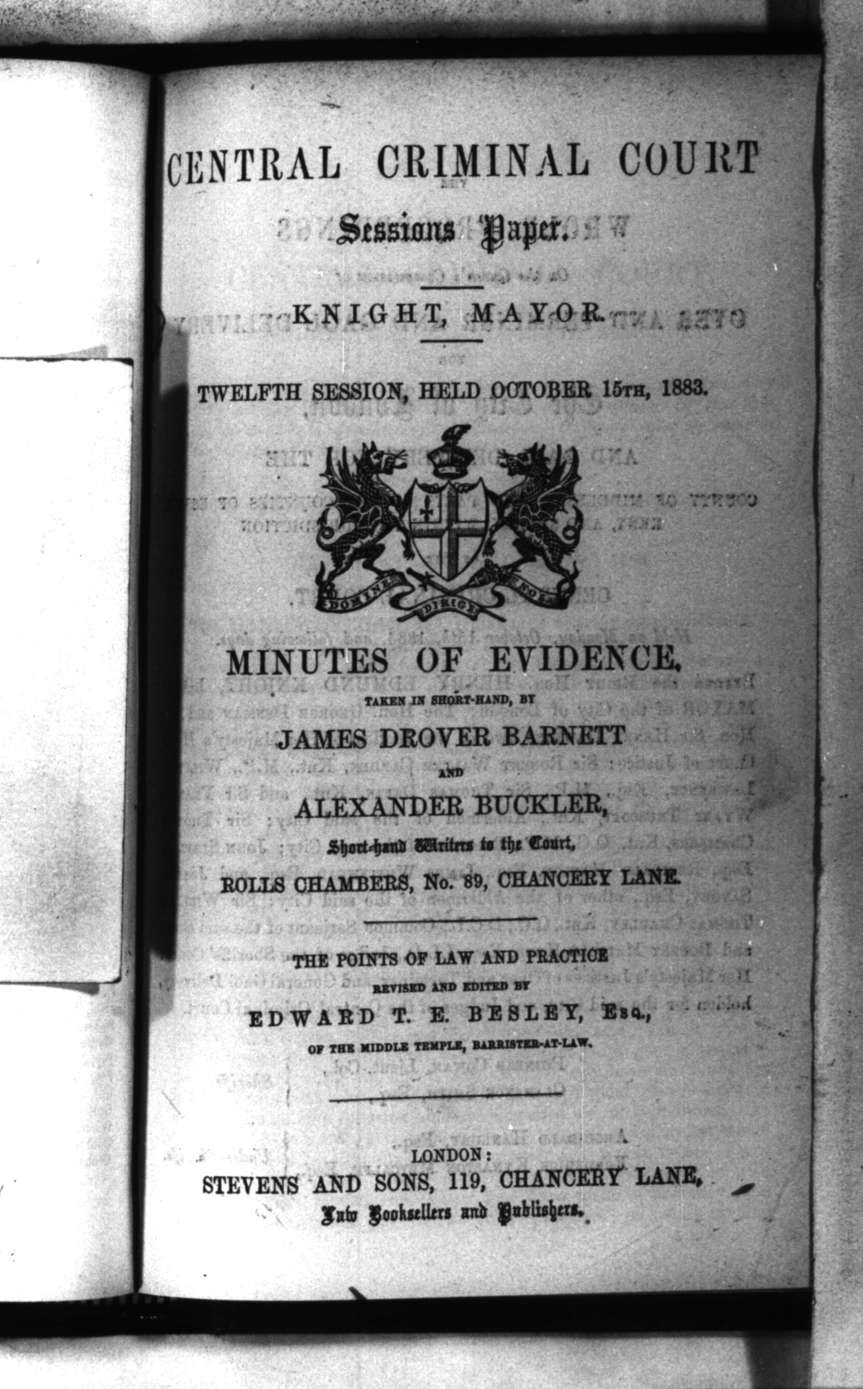 CENTRAL CRIMINAL COURT
Sessions Paper.
KNIGHT, MAYOR.
TWELFTH SESSION, HELD OCTOBER 15TH, 1883.
DOMINE DIRIGE NOS
MINUTES OF EVIDENCE,
TAKEN IN SHORT-HAND, BY
JAMES DROVER BARNETT
AND
ALEXANDER BUCKLER,
Short-hand Writers to the Court,
ROLLS CHAMBERS, No. 89, CHANCERY LANE.
THE POINTS OF LAW AND PRACTICE
REVISED AND EDITED BY
EDWARD T. E. BESLEY, Esq.,
OF THE MIDDLE TEMPLE, BARRISTER-AT-LAW.
LONDON:
STEVENS AND SONS, 119, CHANCERY LANE,
Law Booksellers and Publishers.